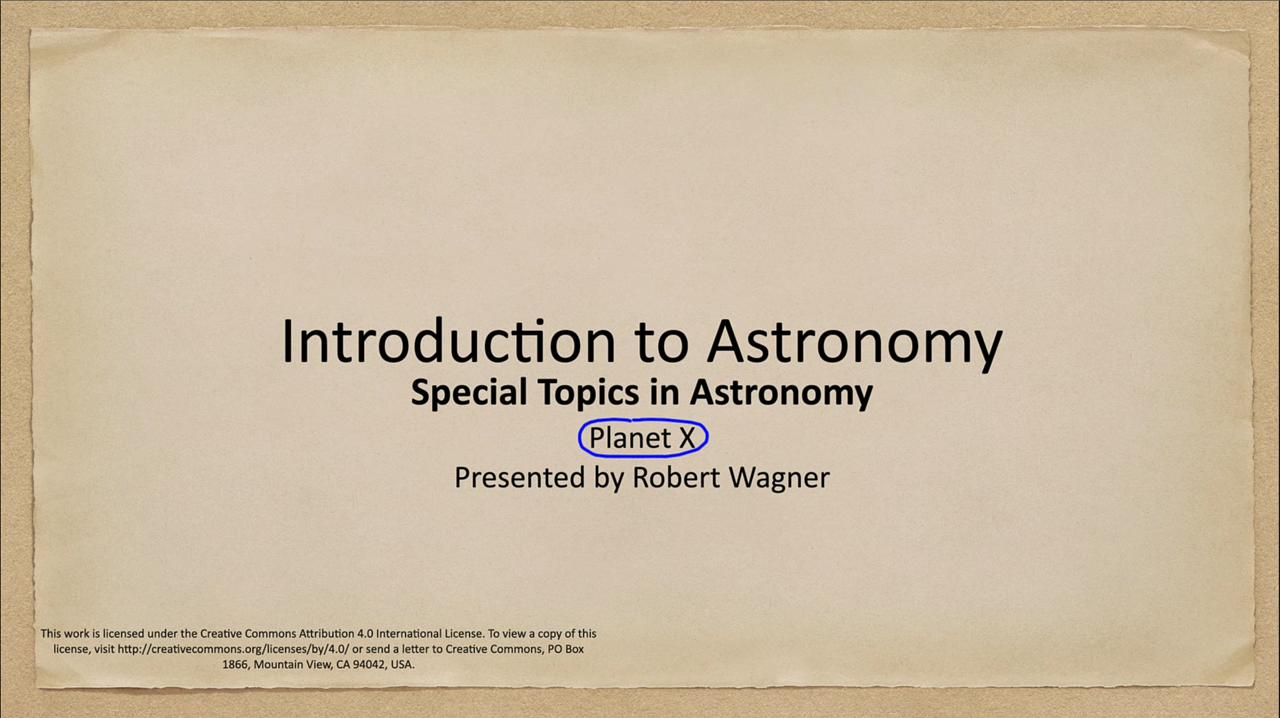 Introduction to Astronomy
Special Topics in Astronomy
Planet X
Presented by Robert Wagner
This work is licensed under the Creative Commons Attribution 4.0 International License. To view a copy of this
license, visit http://creativecommons.org/licenses/by/4.0/ or send a letter to Creative Commons, PO Box
1866, Mountain View, CA 94042, USA.